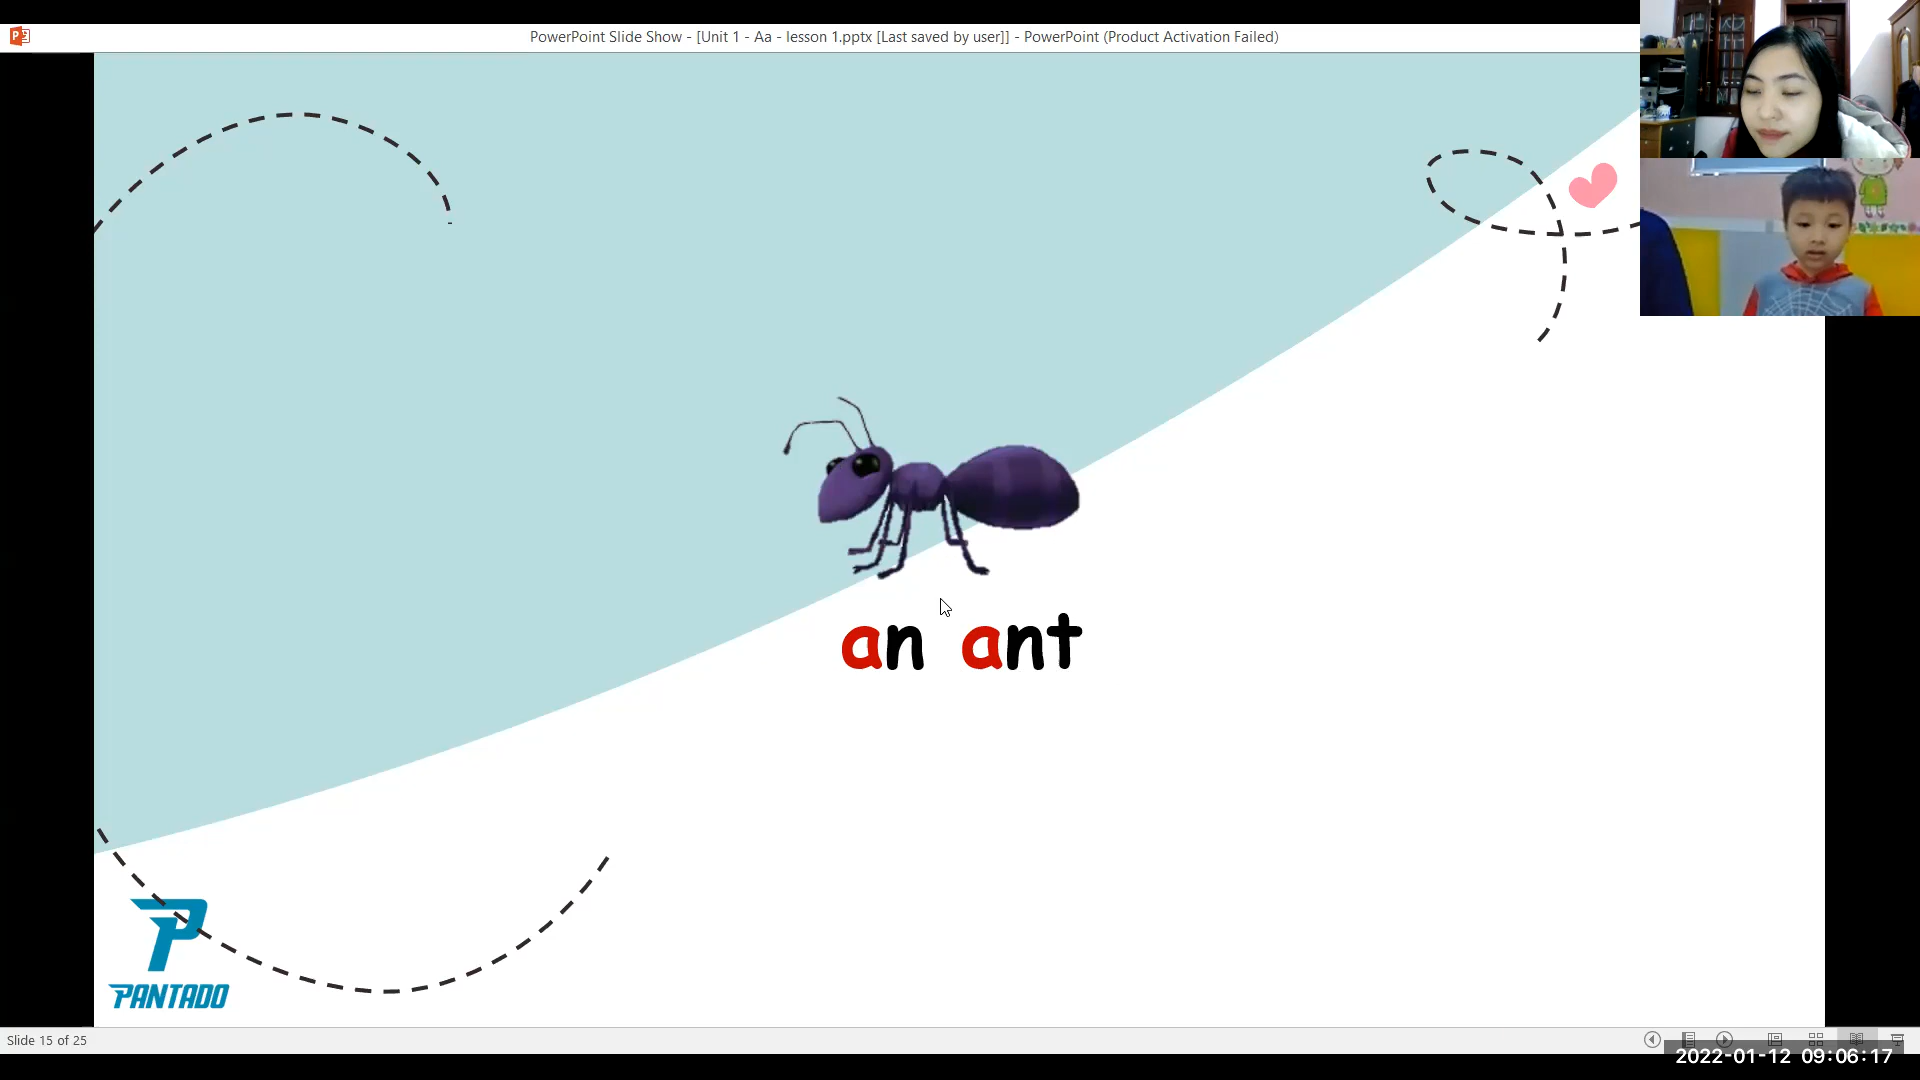 PowerPoint Slide Show - [Unit 1 - Aa - lesson 1.pptx [Last saved by user]] - PowerPoint (Product Activation Failed)
an ant
PANTADO
Slide 15 of 25
2022-01-12 09:06:17